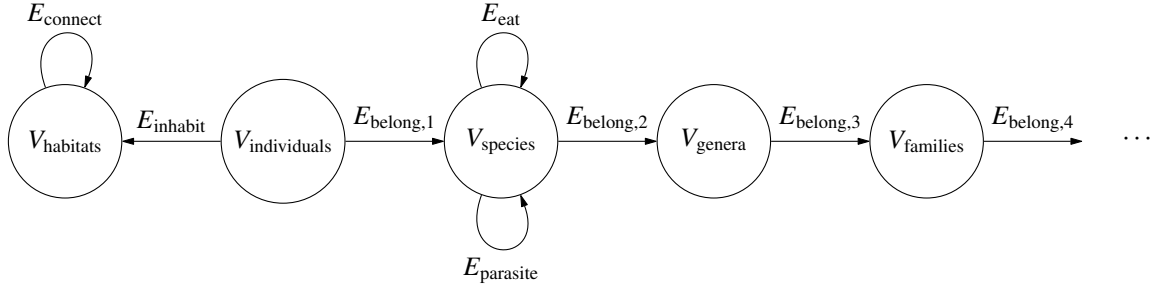 E_connect E_eat
V_habitats E_inhabit V_individuals E_belong,1 V_species E_belong,2 V_genera E_belong,3 V_families E_belong,4 ...
E_parasite